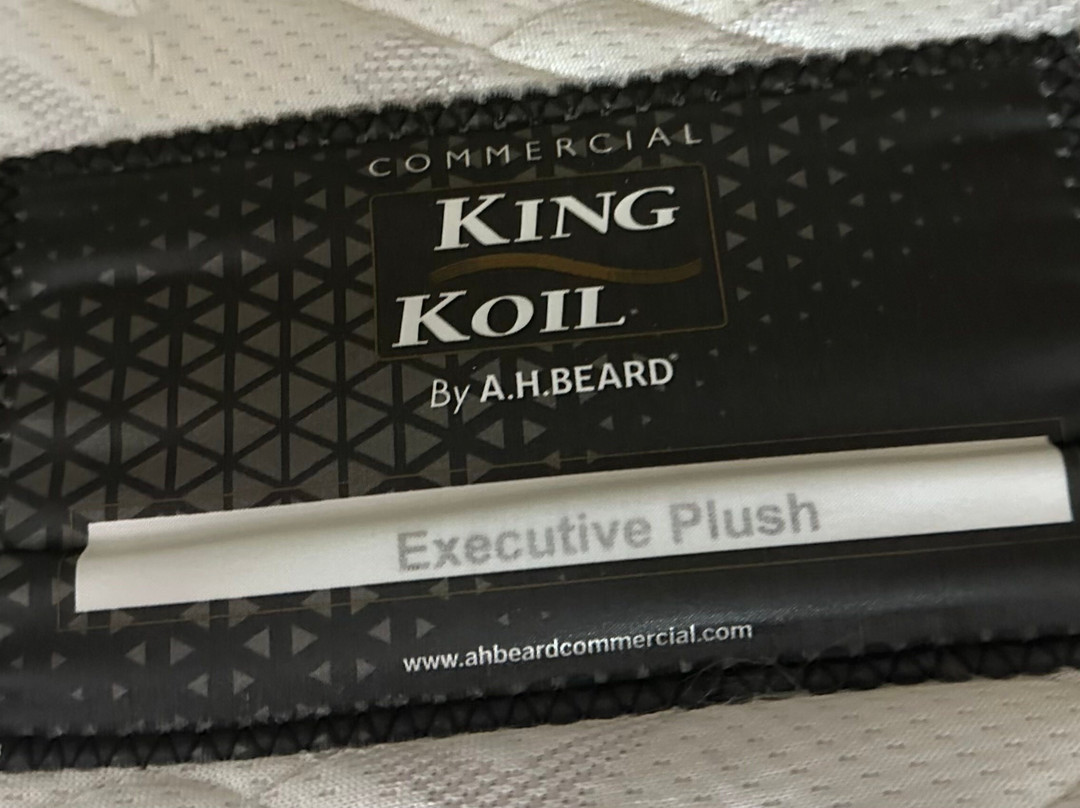 COMMERCIAL
KING
KOIL
By A.H.BEARD
Executive Plush
www.ahbeardcommercial.com